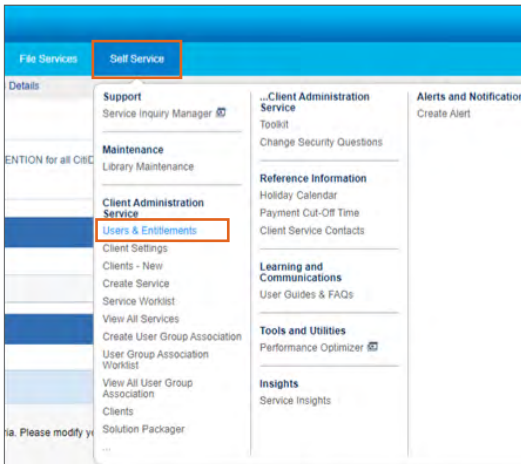 File Services
Self Service
Details
Support
Service Inquiry Manager
Maintenance
Library Maintenance
Client Administration
Service
Users & Entitlements
Client Settings
Clients - New
Create Service
Service Worklist
View All Services
Create User Group Association
User Group Association
Worklist
View All User Group
Association
Clients
Solution Packager
...
...Client Administration
Service
Toolkit
Change Security Questions
Reference Information
Holiday Calendar
Payment Cut-Off Time
Client Service Contacts
Learning and
Communications
User Guides & FAQs
Tools and Utilities
Performance Optimizer
Insights
Service Insights
Alerts and Notification
Create Alert
ENTION for all CitiD
ria. Please modify y